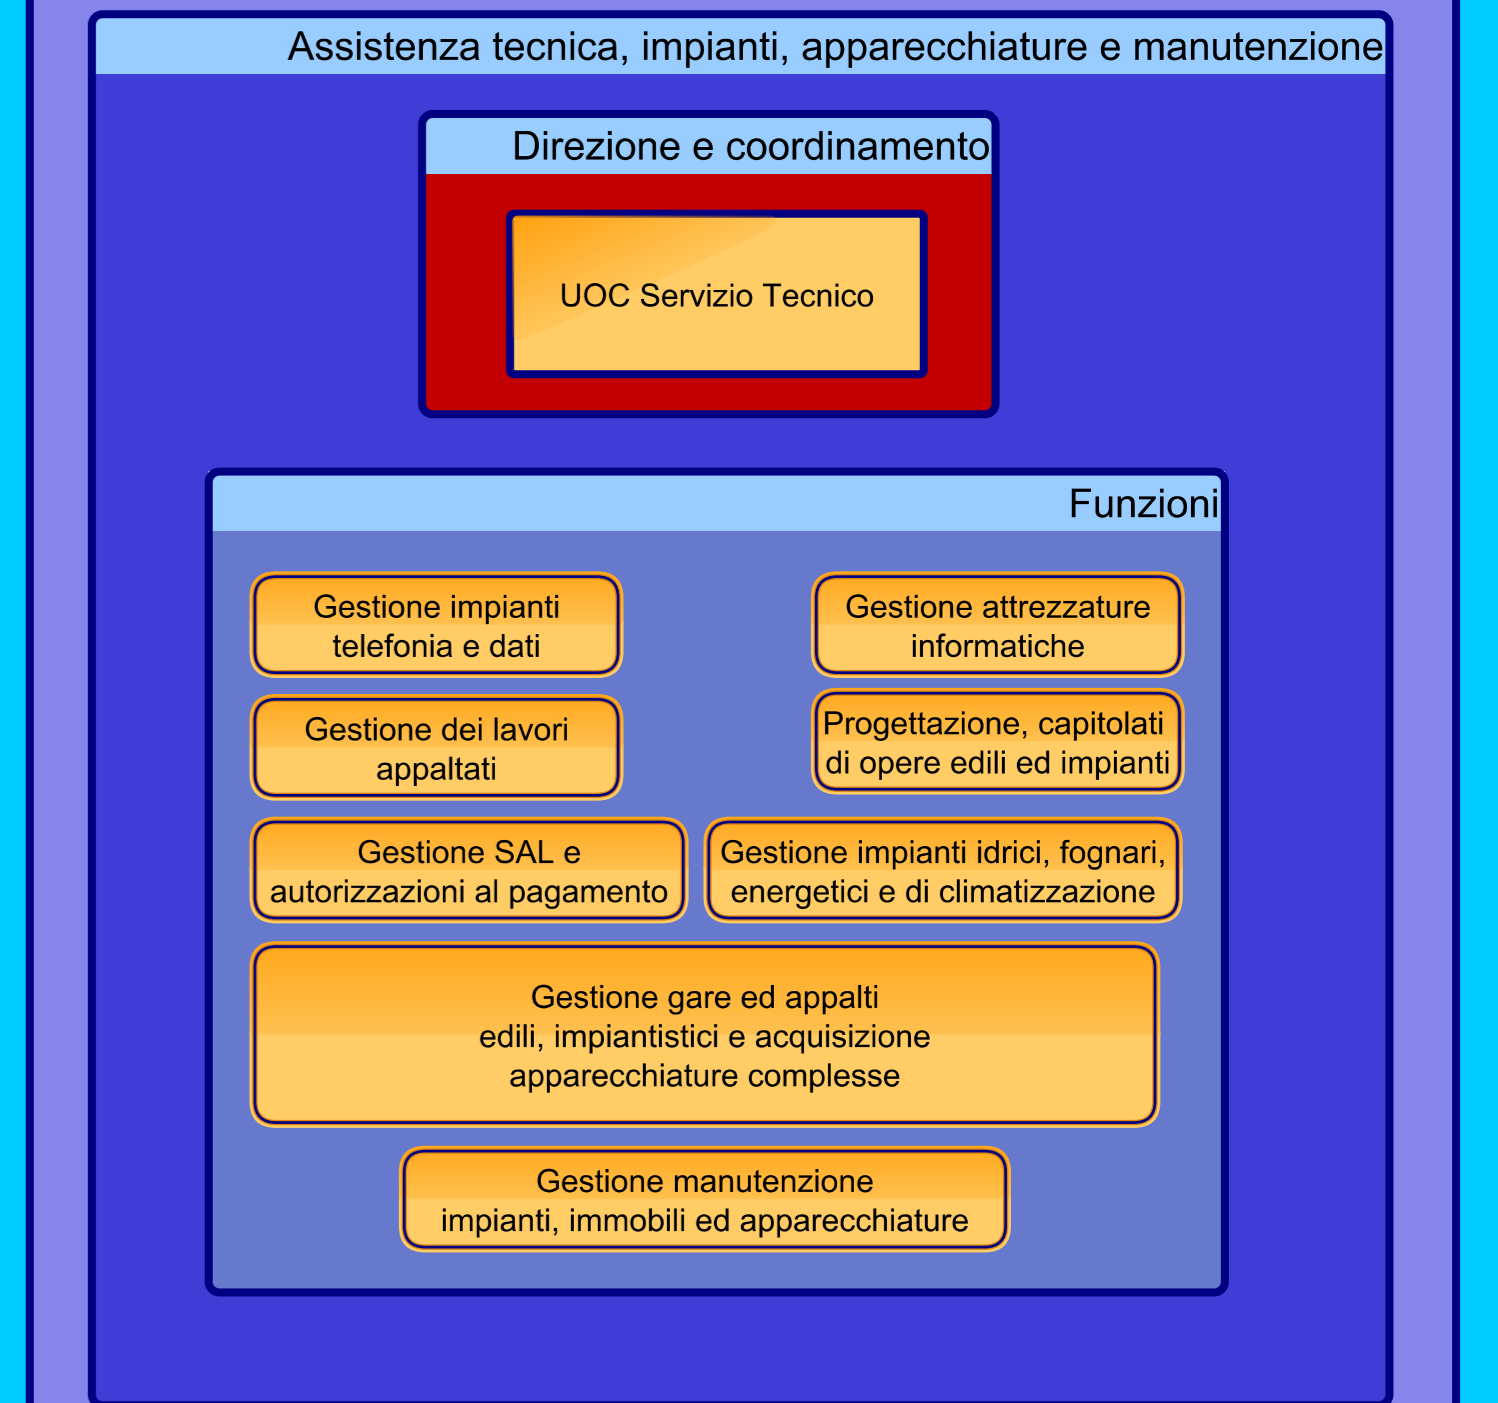 Assistenza tecnica, impianti, apparecchiature e manutenzione
Direzione e coordinamento
UOC Servizio Tecnico
Funzioni
Gestione impianti
telefonia e dati
Gestione attrezzature
informatiche
Gestione dei lavori
appaltati
Progettazione, capitolati
di opere edili ed impianti
Gestione SAL e
autorizzazioni al pagamento
Gestione impianti idrici, fognari,
energetici e di climatizzazione
Gestione gare ed appalti
edili, impiantistici e acquisizione
apparecchiature complesse
Gestione manutenzione
impianti, immobili ed apparecchiature